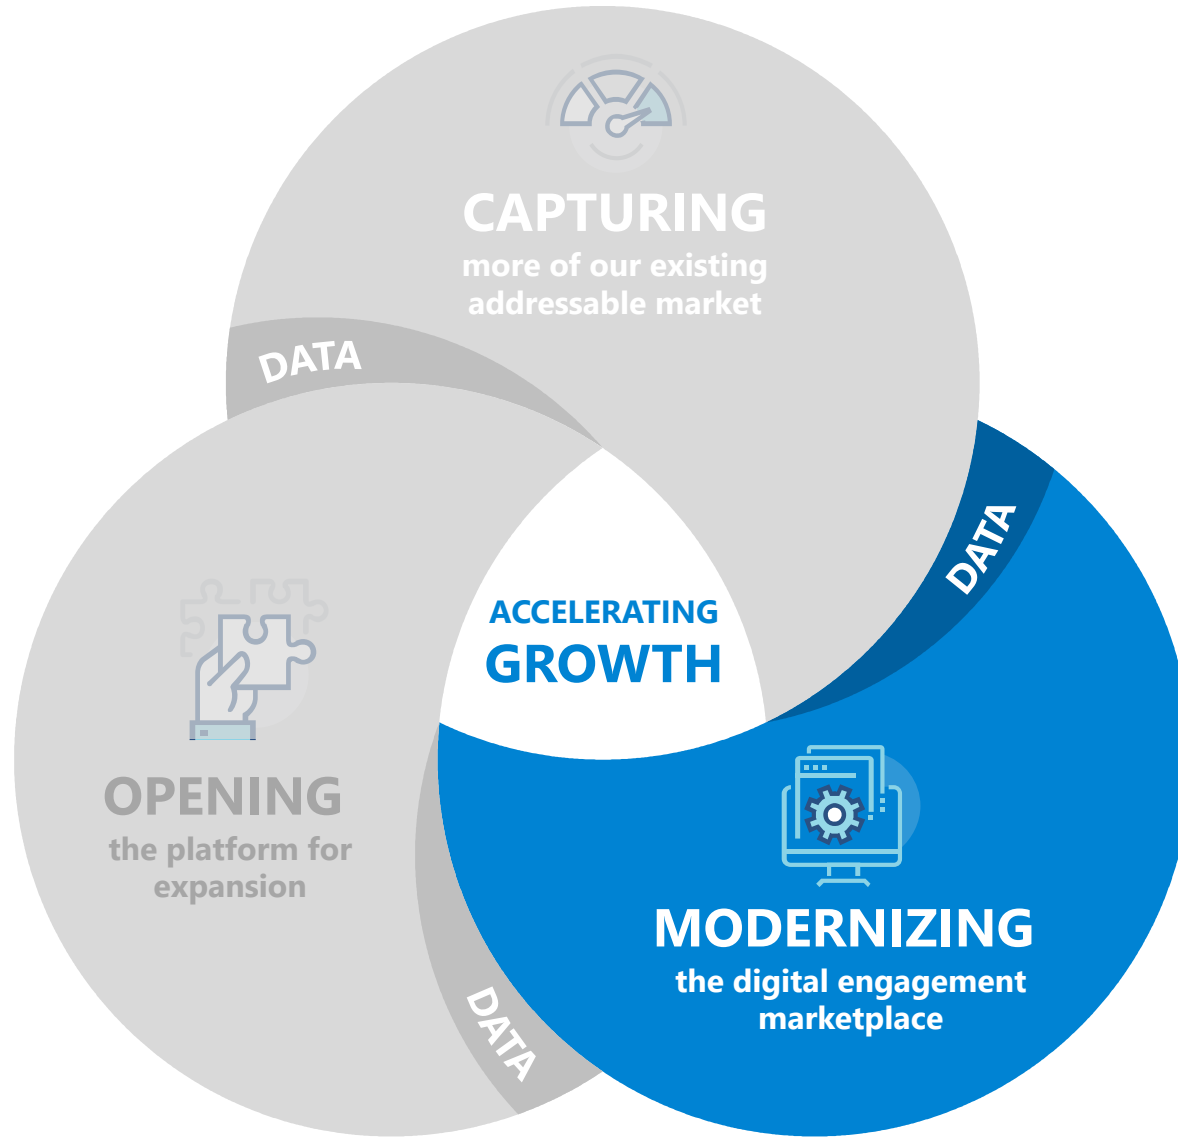 CAPTURING
more of our existing
addressable market
DATA
DATA
ACCELERATING
GROWTH
OPENING
the platform for
expansion
MODERNIZING
the digital engagement
marketplace
DATA